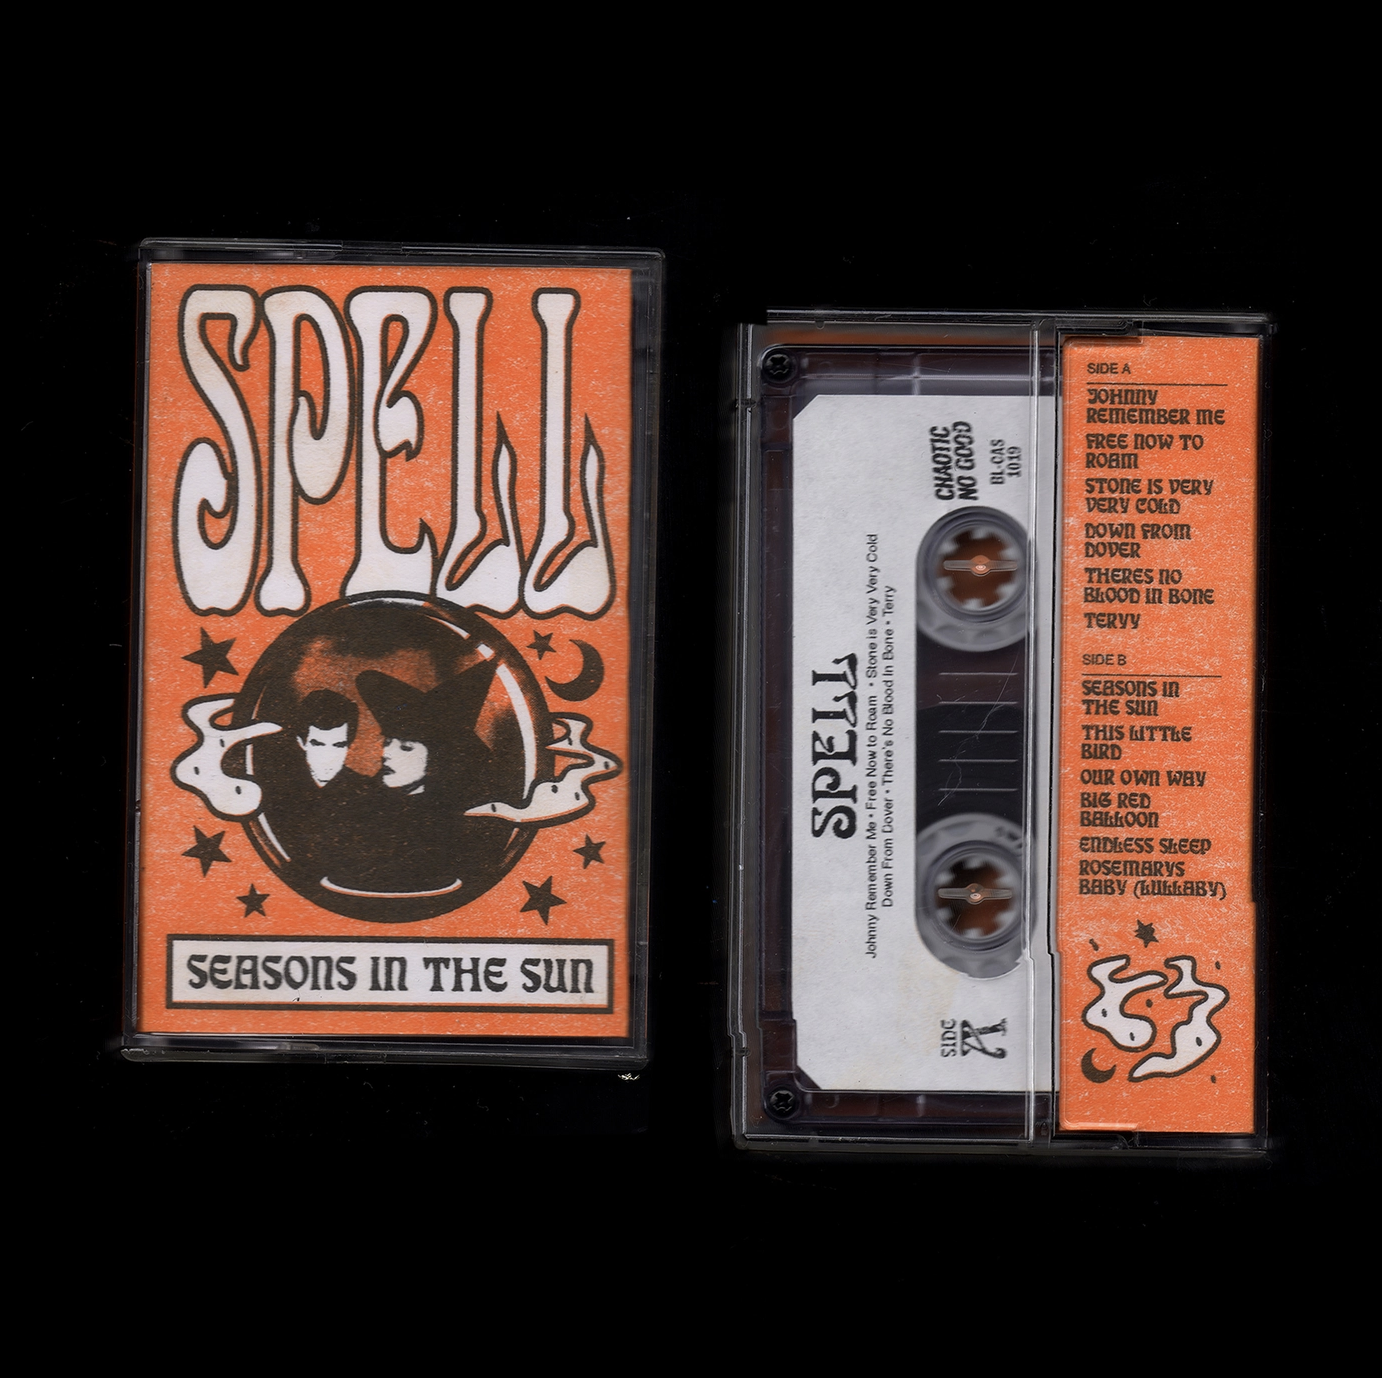 SPELL
SEASONS IN THE SUN
CHAOTIC
NO GOOD
BL-CAS
1019
SPELL
Johnny Remember Me • Free Now to Roam • Stone is Very Very Cold
Down From Dover • There's No Blood In Bone • Terry
SIDE
A
SIDE A
JOHNNY
REMEMBER ME
FREE NOW TO
ROAM
STONE IS VERY
VERY COLD
DOWN FROM
DOVER
THERES NO
BLOOD IN BONE
TERYY
SIDE B
SEASONS IN
THE SUN
THIS LITTLE
BIRD
OUR OWN WAY
BIG RED
BALLOON
ENDLESS SLEEP
ROSEMARYS
BABY (LULLABY)